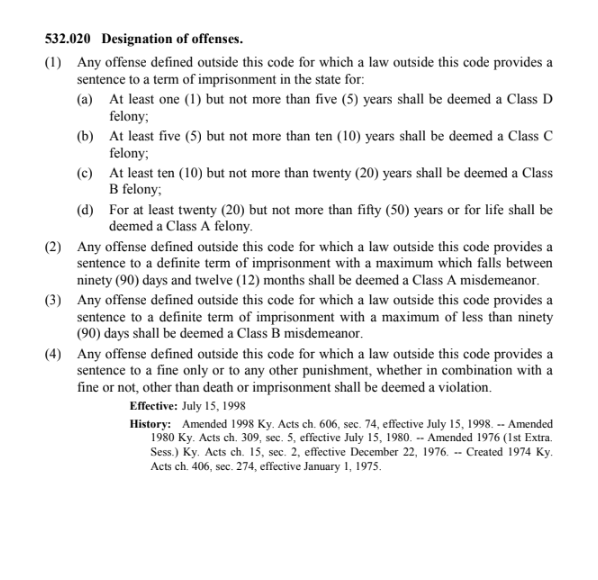 532.020 Designation of offenses.
(1) Any offense defined outside this code for which a law outside this code provides a
sentence to a term of imprisonment in the state for:
(a) At least one (1) but not more than five (5) years shall be deemed a Class D
felony;
(b) At least five (5) but not more than ten (10) years shall be deemed a Class C
felony;
(c) At least ten (10) but not more than twenty (20) years shall be deemed a Class
B felony;
(d) For at least twenty (20) but not more than fifty (50) years or for life shall be
deemed a Class A felony.
(2) Any offense defined outside this code for which a law outside this code provides a
sentence to a definite term of imprisonment with a maximum which falls between
ninety (90) days and twelve (12) months shall be deemed a Class A misdemeanor.
(3) Any offense defined outside this code for which a law outside this code provides a
sentence to a definite term of imprisonment with a maximum of less than ninety
(90) days shall be deemed a Class B misdemeanor.
(4) Any offense defined outside this code for which a law outside this code provides a
sentence to a fine only or to any other punishment, whether in combination with a
fine or not, other than death or imprisonment shall be deemed a violation.
Effective: July 15, 1998
History: Amended 1998 Ky. Acts ch. 606, sec. 74, effective July 15, 1998. -- Amended
1980 Ky. Acts ch. 309, sec. 5, effective July 15, 1980. -- Amended 1976 (1st Extra.
Sess.) Ky. Acts ch. 15, sec. 2, effective December 22, 1976. -- Created 1974 Ky.
Acts ch. 406, sec. 274, effective January 1, 1975.